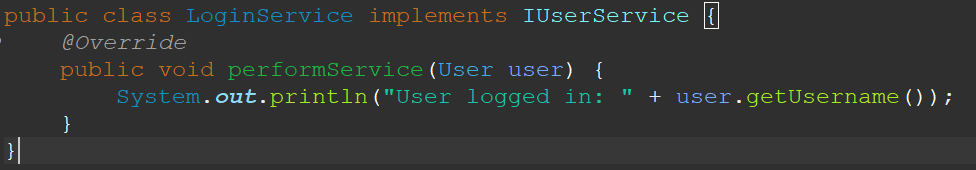 public class LoginService implements IUserService {
    @Override
    public void performService(User user) {
        System.out.println("User logged in: " + user.getUsername());
    }
}